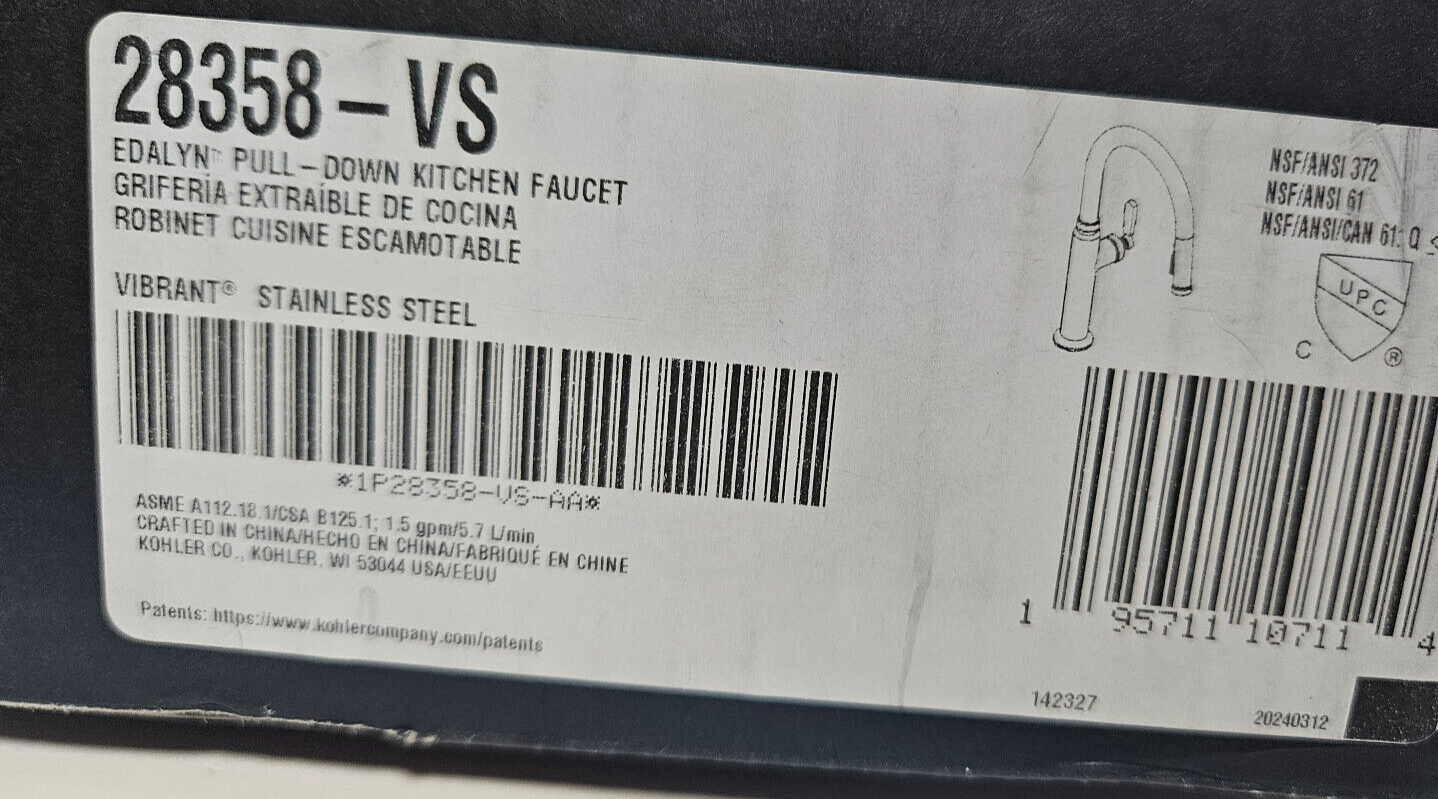 28358-VS
EDALYN™ PULL-DOWN KITCHEN FAUCET
GRIFERÍA EXTRAÍBLE DE COCINA
ROBINET CUISINE ESCAMOTABLE
VIBRANT® STAINLESS STEEL
*1P28358-VS-AA*
ASME A112.18.1/CSA B125.1; 1.5 gpm/5.7 L/min
CRAFTED IN CHINA/HECHO EN CHINA/FABRIQUÉ EN CHINE
KOHLER CO., KOHLER, WI 53044 USA/EEUU
Patents: https://www.kohlercompany.com/patents
NSF/ANSI 372
NSF/ANSI 61
NSF/ANSI/CAN 61: Q
UPC
C ®
1 95711 10711 4
142327
20240312